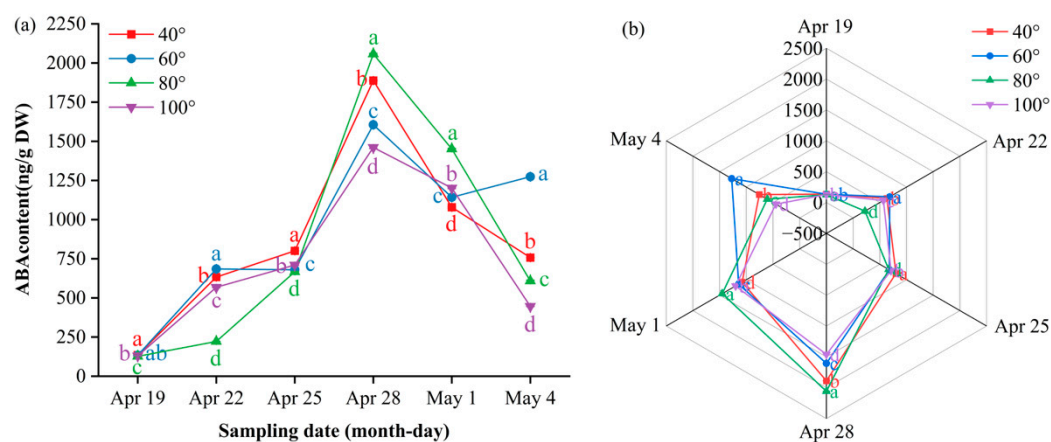 (a)
2250
2000
1750
1500
1250
1000
750
500
250
0
ABAcontent(ng/g DW)
40°
60°
80°
100°
a
b
ab
c
a
b
c
d
a
b
c
d
a
b
c
d
a
b
c
d
a
b
c
d
Apr 19
Apr 22
Apr 25
Apr 28
May 1
May 4
Sampling date (month-day)
(b)
Apr 19
2500
2000
1500
1000
500
0
−500
40°
60°
80°
100°
May 4
Apr 22
May 1
Apr 25
Apr 28
a
b
d
a
d
a
a
d
b
c
a